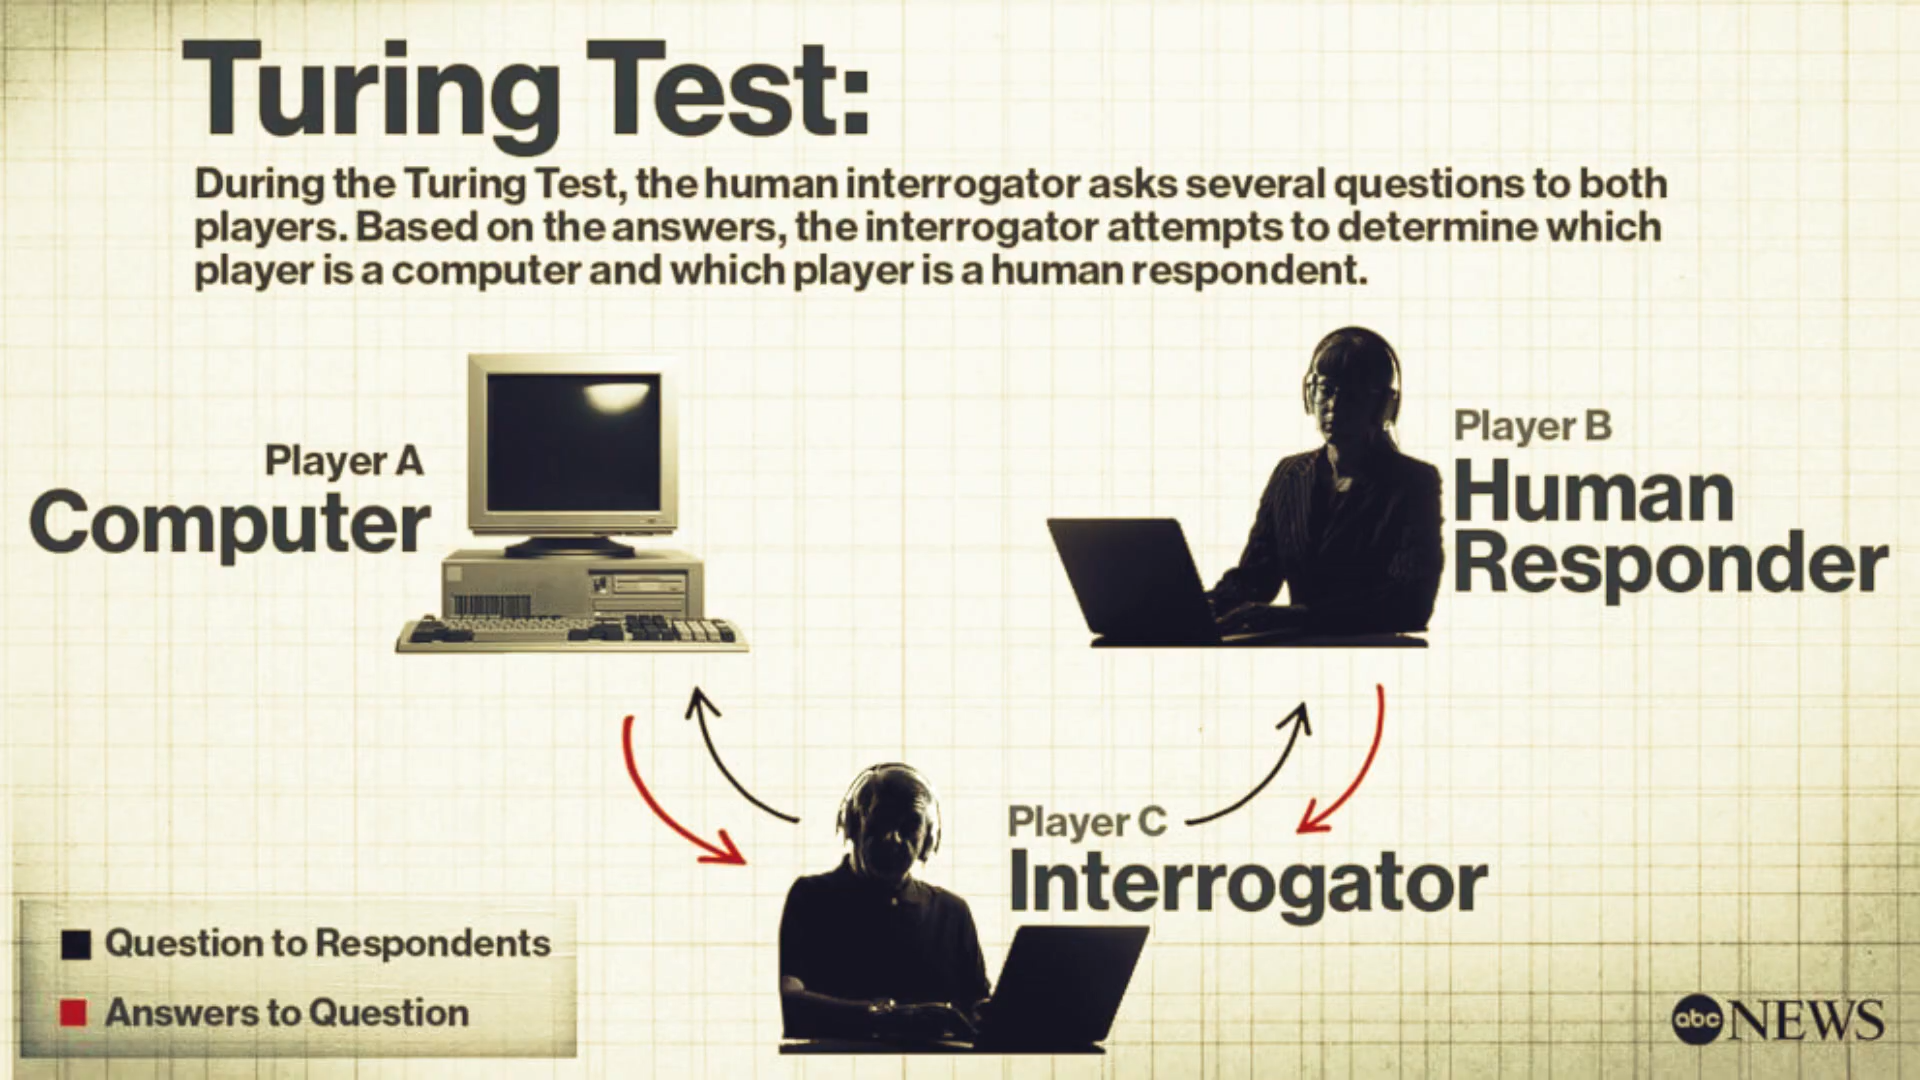 Turing Test:
During the Turing Test, the human interrogator asks several questions to both
players. Based on the answers, the interrogator attempts to determine which
player is a computer and which player is a human respondent.
Player A
Computer
Player B
Human
Responder
Player C
Interrogator
Question to Respondents
Answers to Question
abc NEWS